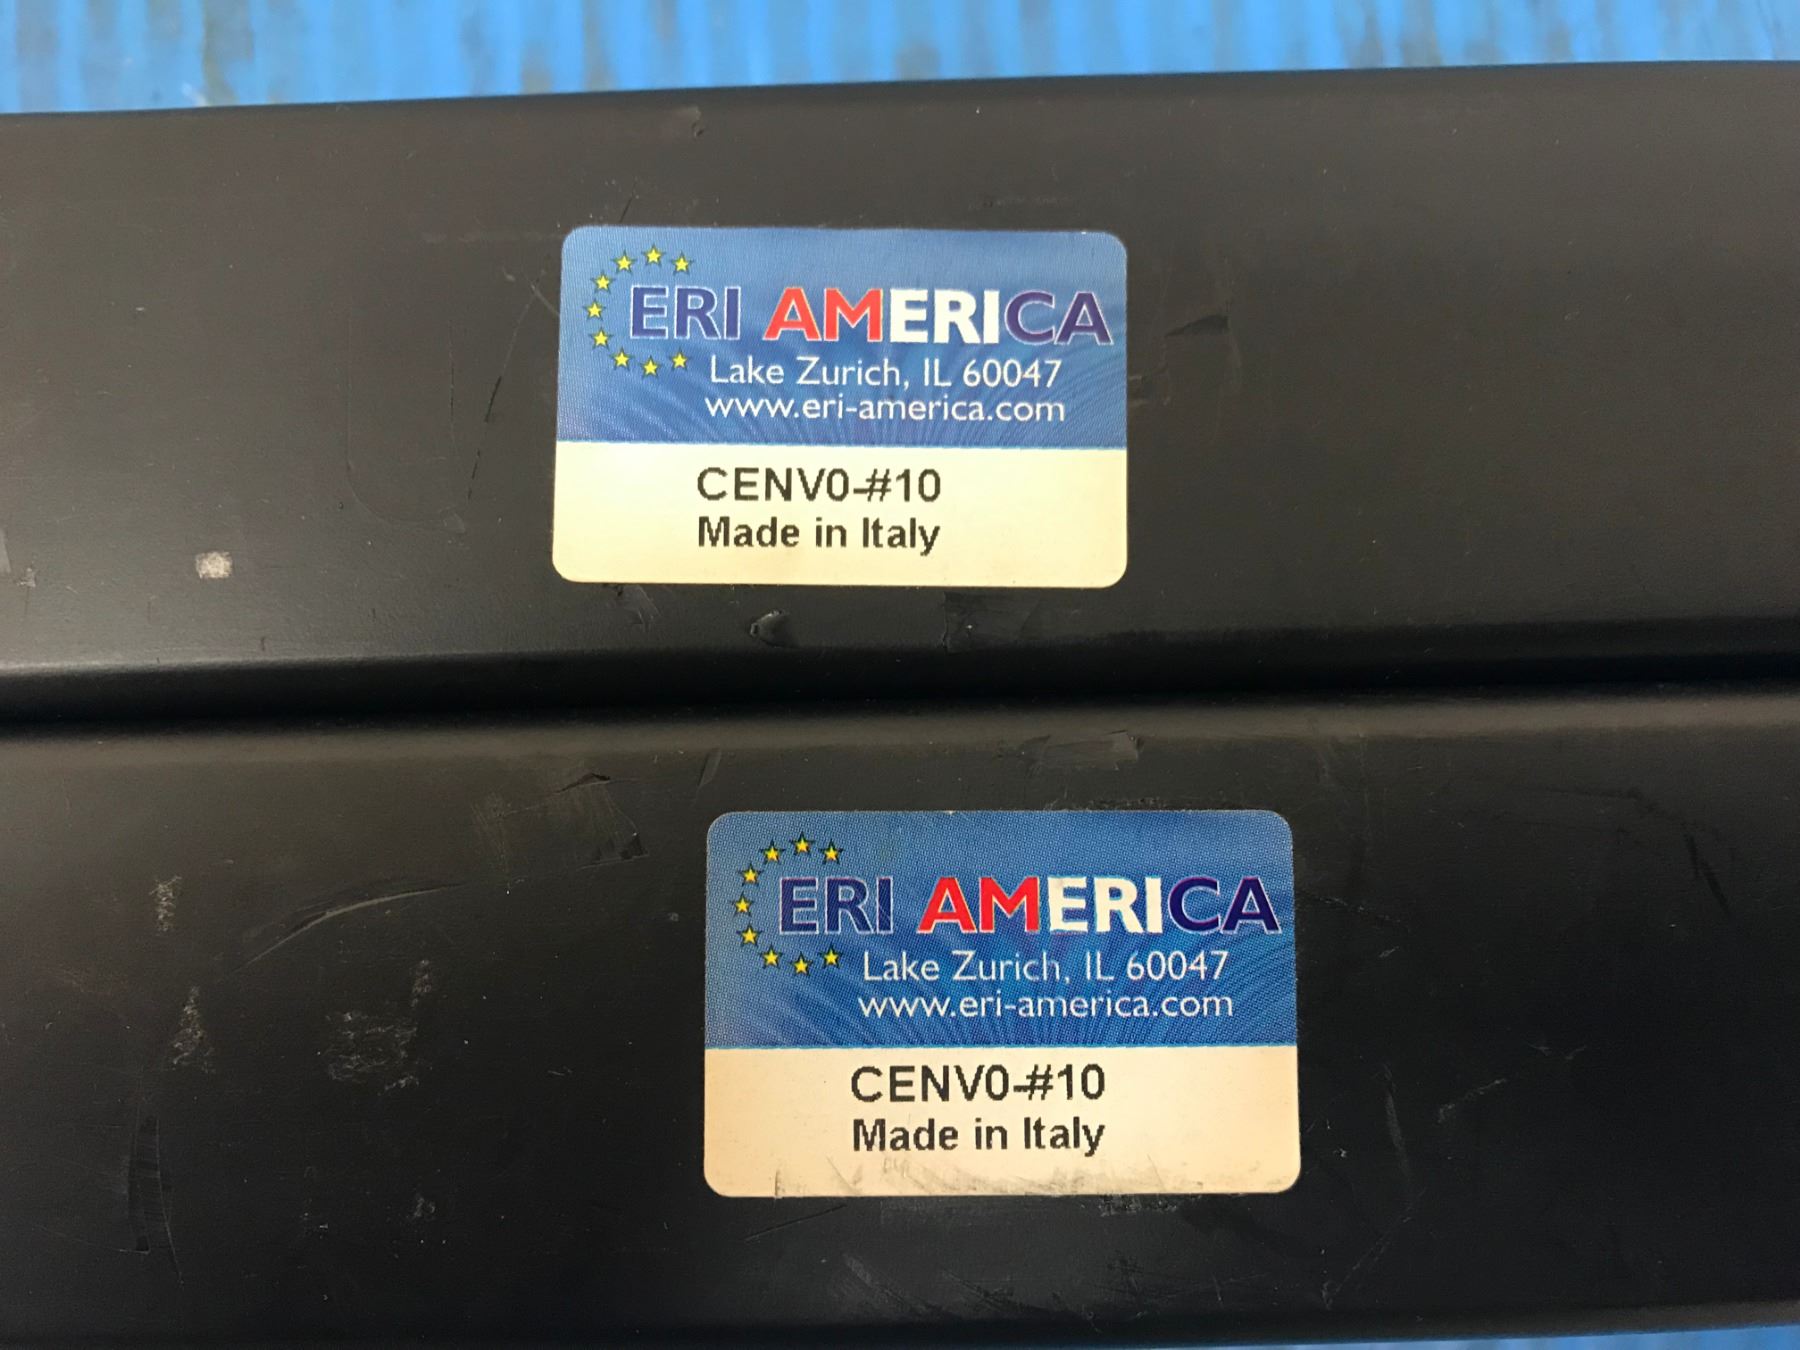 ERI AMERICA
Lake Zurich, IL 60047
www.eri-america.com
CENV0-#10
Made in Italy
ERI AMERICA
Lake Zurich, IL 60047
www.eri-america.com
CENV0-#10
Made in Italy